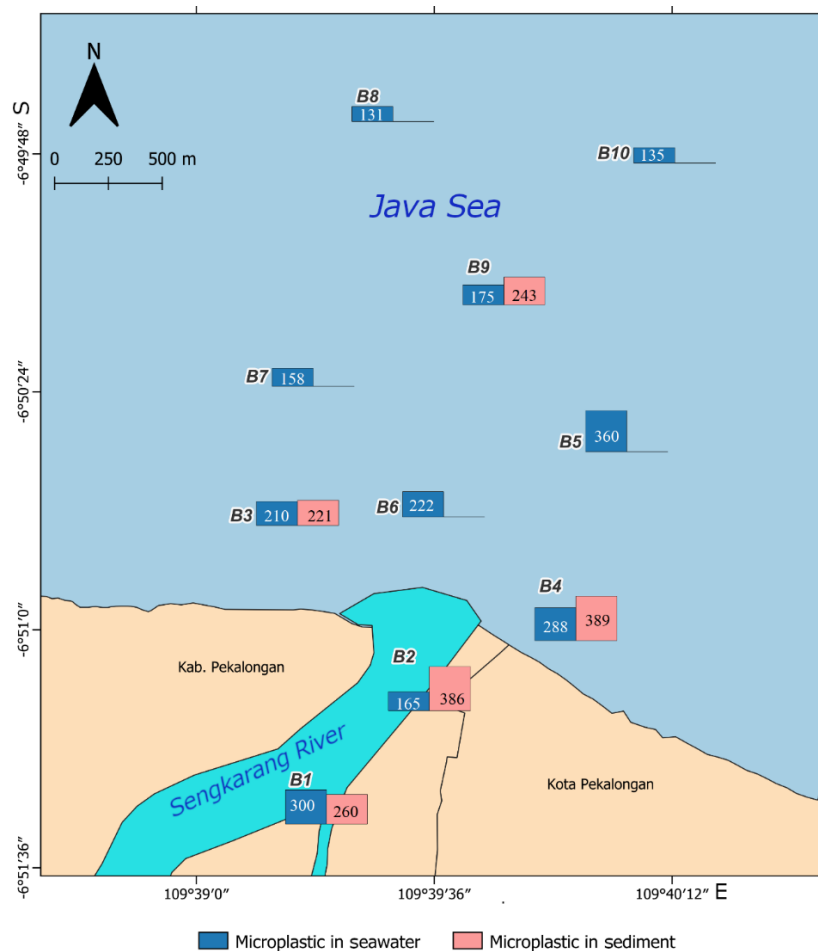 N
0 250 500 m
B8
131
B10
135
Java Sea
B9
175 243
B7
158
B5
360
B6
222
B3
210 221
B4
288 389
Kab. Pekalongan
B2
165 386
Sengkarang River
B1
300 260
Kota Pekalongan
-6°49'48" S
-6°50'24"
-6°51'0"
-6°51'36"
109°39'0" 109°39'36" 109°40'12" E
Microplastic in seawater Microplastic in sediment